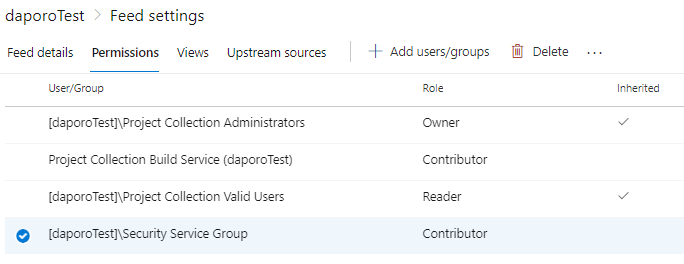 daporoTest > Feed settings
Feed details Permissions Views Upstream sources + Add users/groups Delete ...
User/Group Role Inherited
[daporoTest]\Project Collection Administrators Owner
Project Collection Build Service (daporoTest) Contributor
[daporoTest]\Project Collection Valid Users Reader
[daporoTest]\Security Service Group Contributor